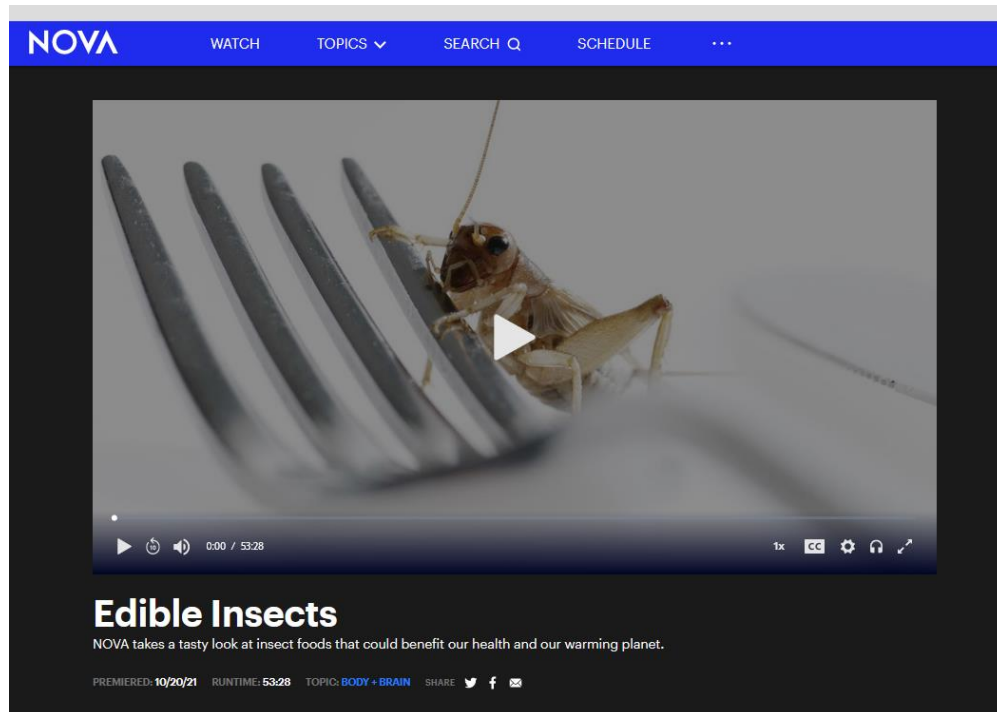 NOVA WATCH TOPICS SEARCH SCHEDULE ...
10 0:00 / 53:28 1x CC
Edible Insects
NOVA takes a tasty look at insect foods that could benefit our health and our warming planet.
PREMIERED: 10/20/21 RUNTIME: 53:28 TOPIC: BODY + BRAIN SHARE